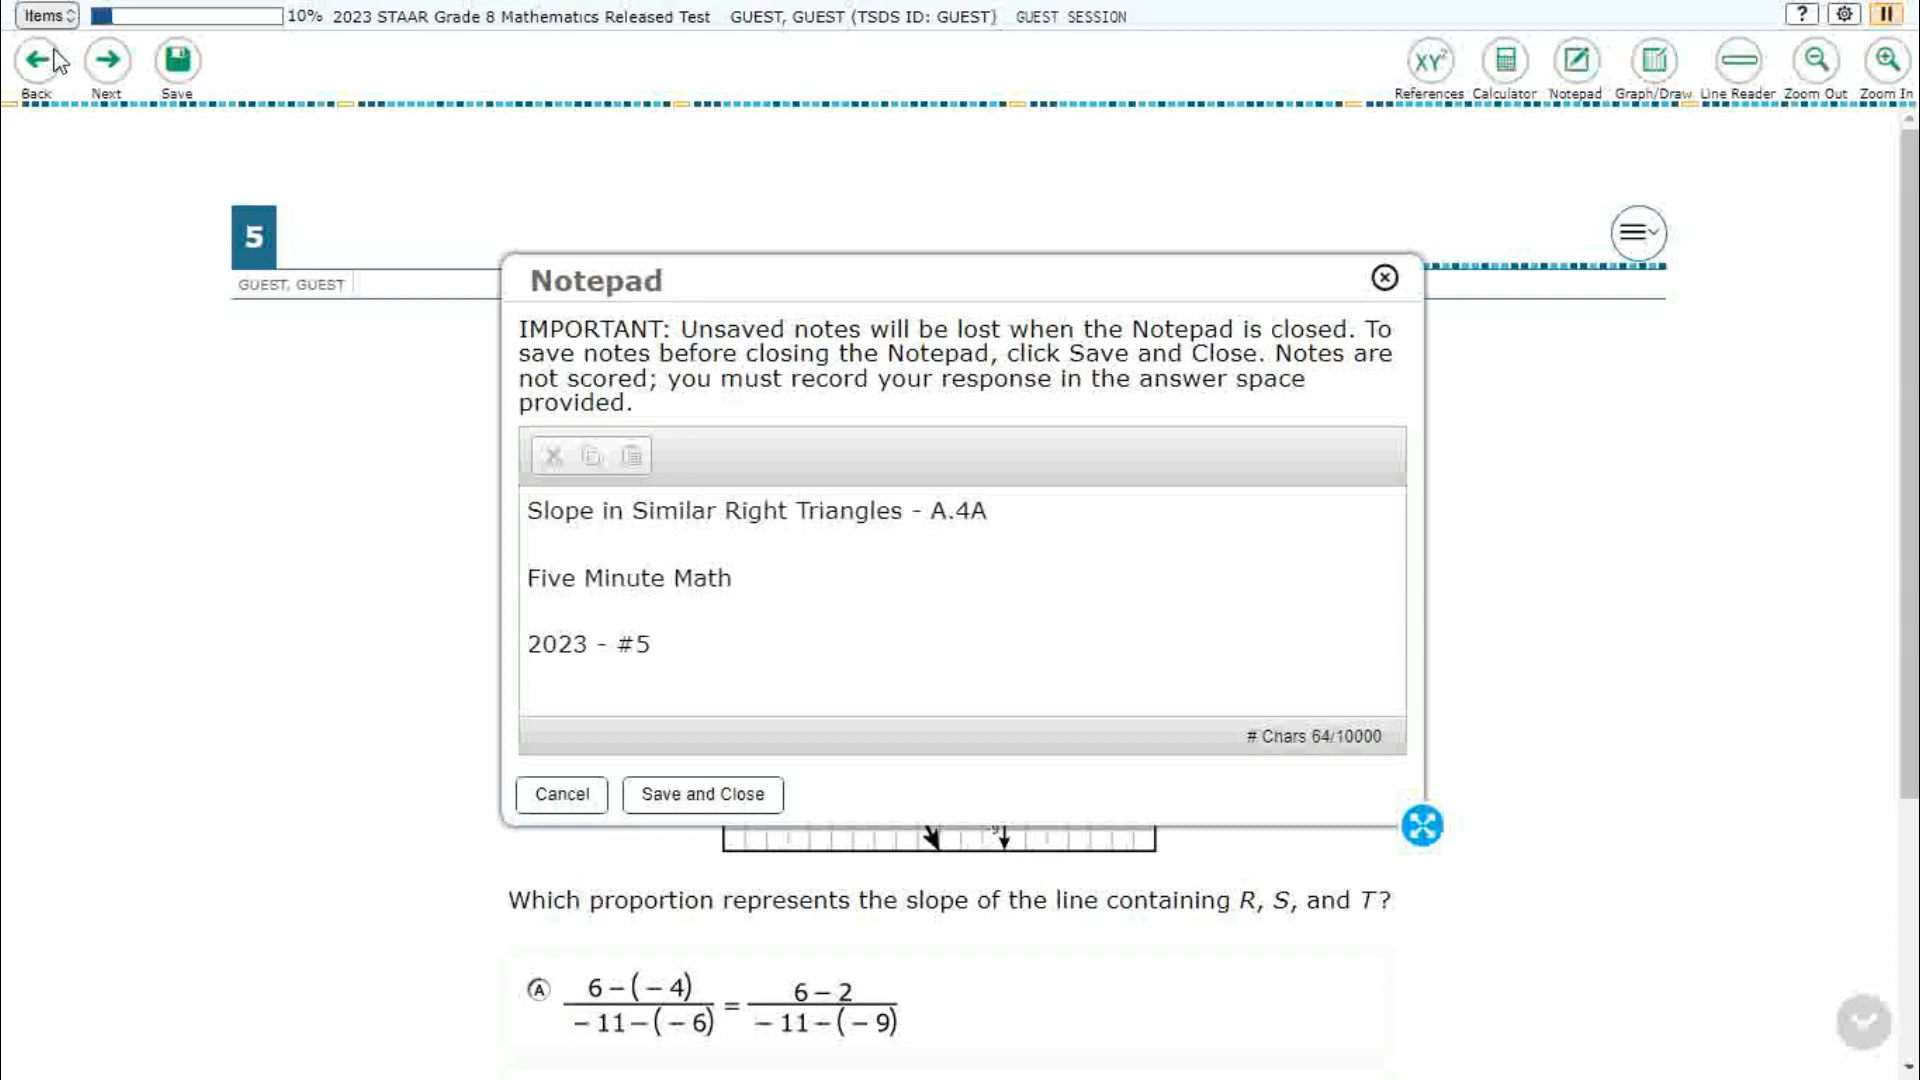 Items 10% 2023 STAAR Grade 8 Mathematics Released Test GUEST, GUEST (TSDS ID: GUEST) GUEST SESSION ?
XY²
Back Next Save References Calculator Notepad Graph/Draw Line Reader Zoom Out Zoom In
5
GUEST, GUEST
Notepad
IMPORTANT: Unsaved notes will be lost when the Notepad is closed. To
save notes before closing the Notepad, click Save and Close. Notes are
not scored; you must record your response in the answer space
provided.
Slope in Similar Right Triangles - A.4A
Five Minute Math
2023 - #5
# Chars 64/10000
Cancel Save and Close
Which proportion represents the slope of the line containing R, S, and T?
A 6-(-4) / -11-(-6) = 6-2 / -11-(-9)